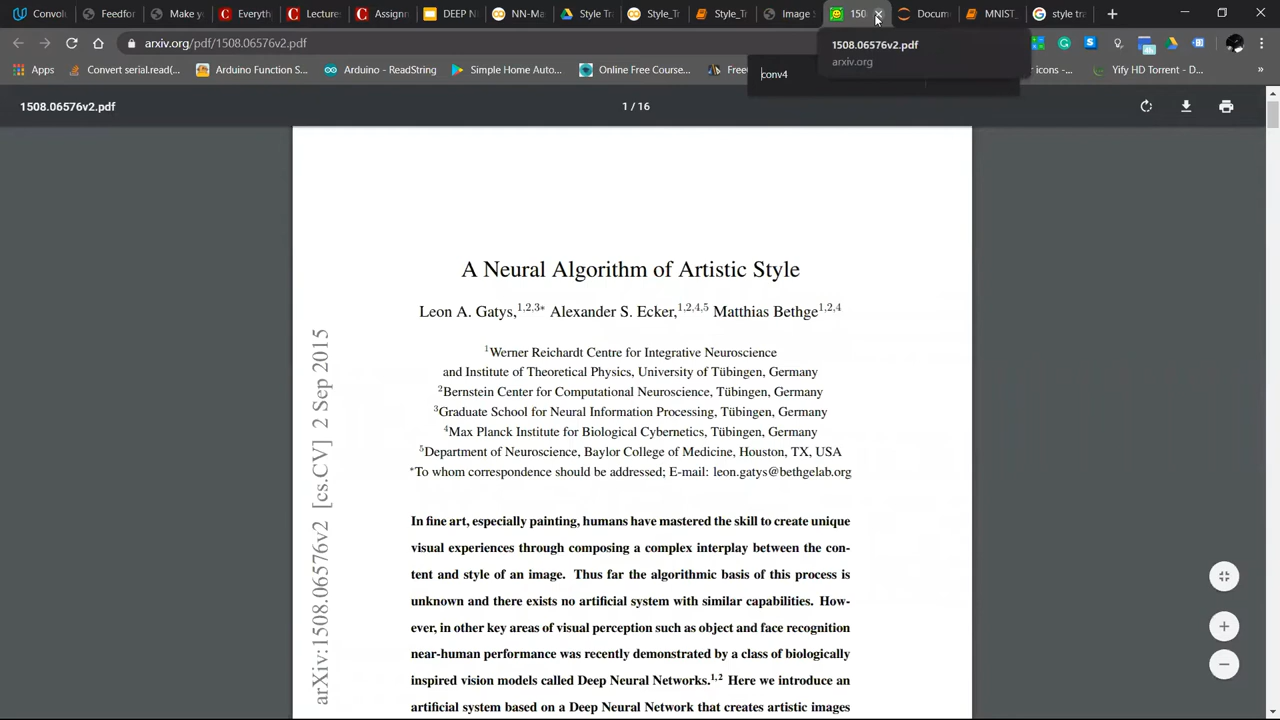 Convolu
Feedfor
Make yo
Everyth
Lecture
Assignm
DEEP N
NN-Ma
Style Tra
Style_Tr
Style_Tr
Image S
150
Docum
MNIST_
style tra
arxiv.org/pdf/1508.06576v2.pdf
1508.06576v2.pdf
arxiv.org
Apps
Convert serial.read(...
Arduino Function S...
Arduino - ReadString
Simple Home Auto...
Online Free Course...
Free
conv4
r icons -...
Yify HD Torrent - D...
»
1508.06576v2.pdf
1 / 16
A Neural Algorithm of Artistic Style
Leon A. Gatys,1,2,3∗ Alexander S. Ecker,1,2,4,5 Matthias Bethge1,2,4
1Werner Reichardt Centre for Integrative Neuroscience
and Institute of Theoretical Physics, University of Tübingen, Germany
2Bernstein Center for Computational Neuroscience, Tübingen, Germany
3Graduate School for Neural Information Processing, Tübingen, Germany
4Max Planck Institute for Biological Cybernetics, Tübingen, Germany
5Department of Neuroscience, Baylor College of Medicine, Houston, TX, USA
∗To whom correspondence should be addressed; E-mail: leon.gatys@bethgelab.org
In fine art, especially painting, humans have mastered the skill to create unique
visual experiences through composing a complex interplay between the con-
tent and style of an image. Thus far the algorithmic basis of this process is
unknown and there exists no artificial system with similar capabilities. How-
ever, in other key areas of visual perception such as object and face recognition
near-human performance was recently demonstrated by a class of biologically
inspired vision models called Deep Neural Networks.1,2 Here we introduce an
artificial system based on a Deep Neural Network that creates artistic images
arXiv:1508.06576v2 [cs.CV] 2 Sep 2015